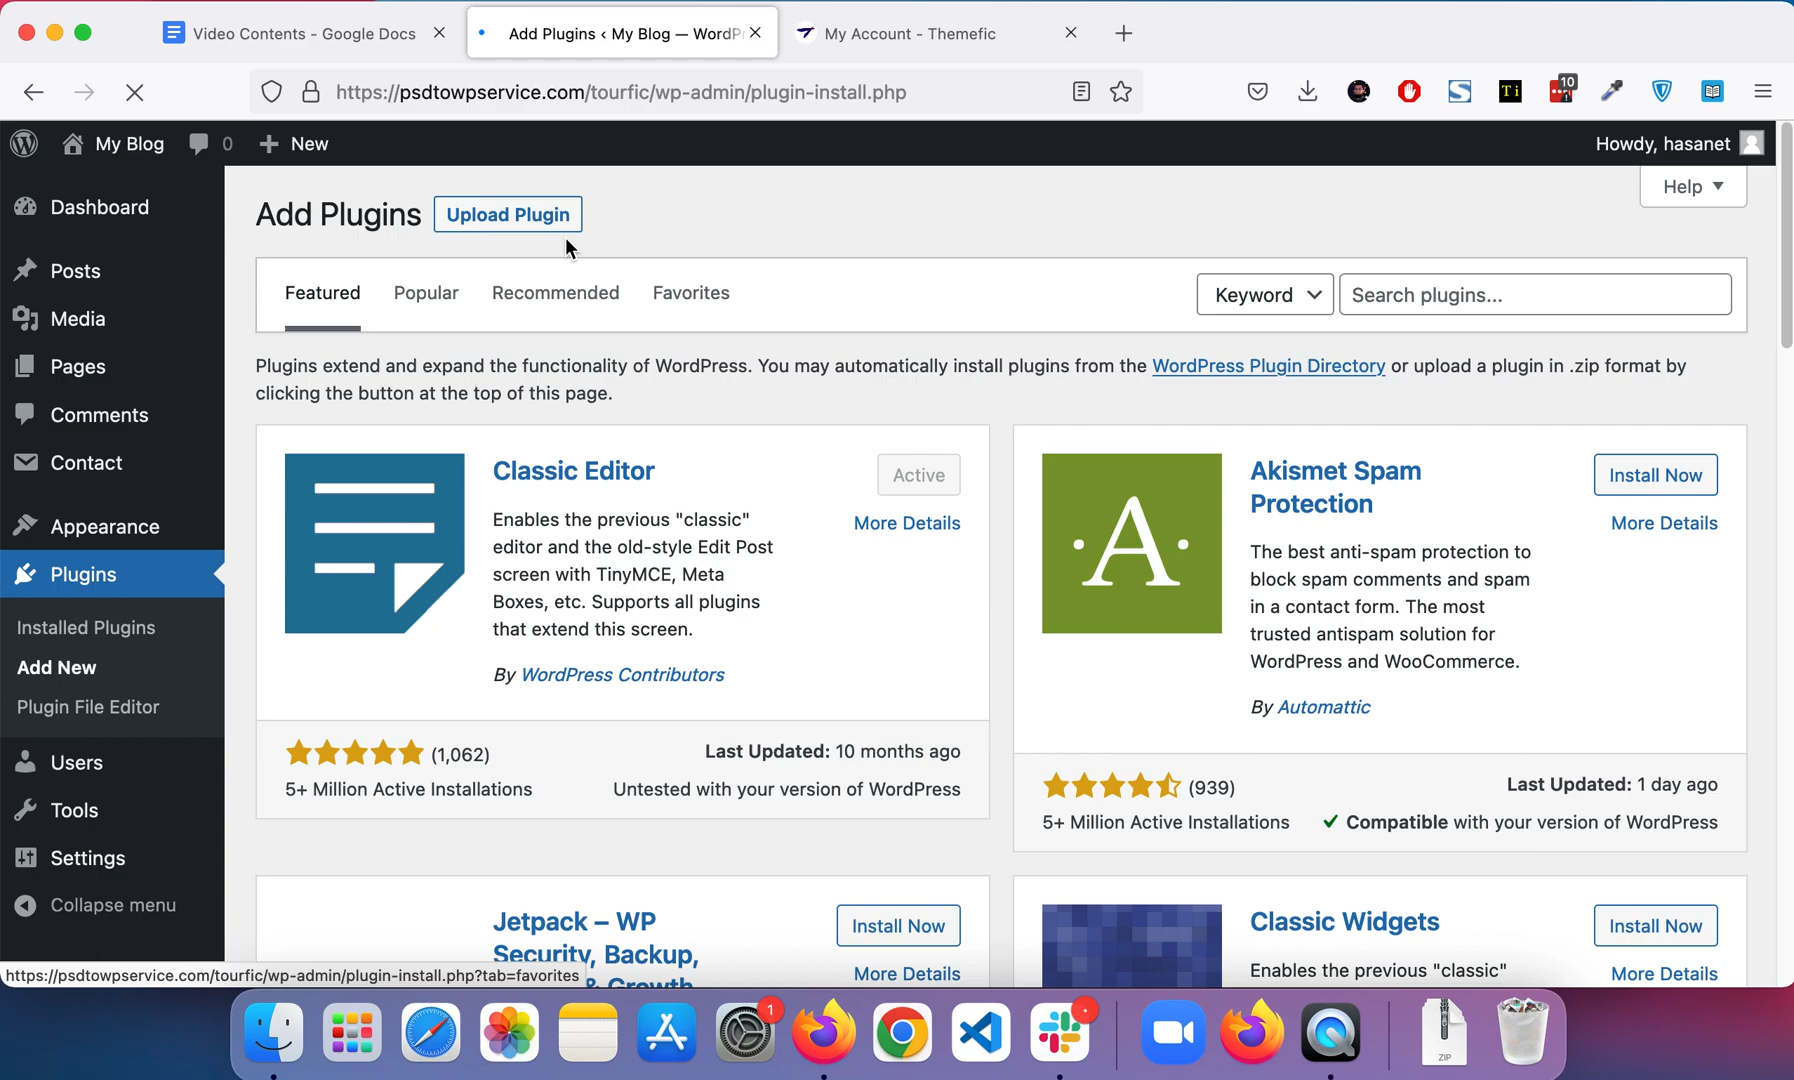 Video Contents - Google Docs
Add Plugins ‹ My Blog — WordP
My Account - Themefic
https://psdtowpservice.com/tourfic/wp-admin/plugin-install.php
Ti
10
My Blog
0
New
Howdy, hasanet
Help
Dashboard
Posts
Media
Pages
Comments
Contact
Appearance
Plugins
Installed Plugins
Add New
Plugin File Editor
Users
Tools
Settings
Collapse menu
Add Plugins
Upload Plugin
Featured
Popular
Recommended
Favorites
Keyword
Search plugins...
Plugins extend and expand the functionality of WordPress. You may automatically install plugins from the WordPress Plugin Directory or upload a plugin in .zip format by
clicking the button at the top of this page.
Classic Editor
Active
More Details
Enables the previous "classic"
editor and the old-style Edit Post
screen with TinyMCE, Meta
Boxes, etc. Supports all plugins
that extend this screen.
By WordPress Contributors
(1,062)
Last Updated: 10 months ago
5+ Million Active Installations
Untested with your version of WordPress
A
Akismet Spam
Protection
Install Now
More Details
The best anti-spam protection to
block spam comments and spam
in a contact form. The most
trusted antispam solution for
WordPress and WooCommerce.
By Automattic
(939)
Last Updated: 1 day ago
5+ Million Active Installations
Compatible with your version of WordPress
Jetpack – WP
Security, Backup,
& Growth
Install Now
More Details
Classic Widgets
Install Now
Enables the previous "classic"
More Details
https://psdtowpservice.com/tourfic/wp-admin/plugin-install.php?tab=favorites
1
ZIP